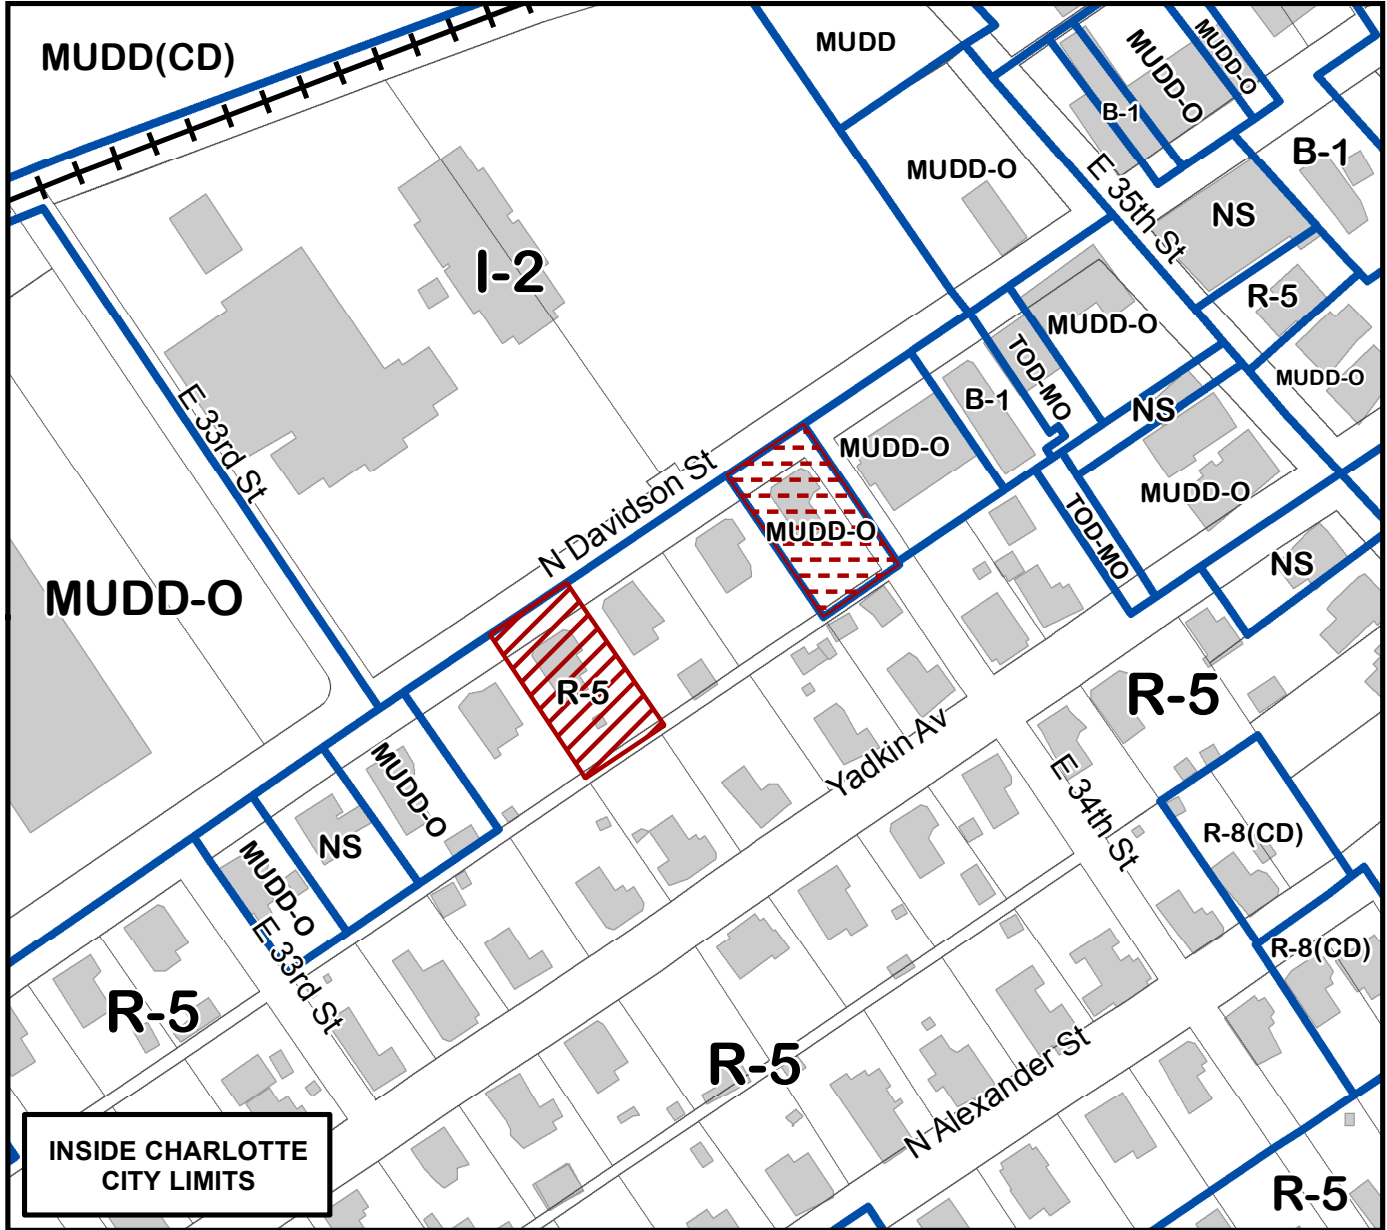 MUDD(CD)
MUDD
MUDD-O
MUDD-O
B-1
B-1
MUDD-O
E 35th St
NS
I-2
R-5
MUDD-O
TOD-MO
MUDD-O
B-1
NS
E 33rd St
MUDD-O
N Davidson St
MUDD-O
MUDD-O
TOD-MO
NS
MUDD-O
R-5
R-5
MUDD-O
Yadkin Av
E 34th St
R-8(CD)
NS
MUDD-O
E 33rd St
R-8(CD)
R-5
R-5
N Alexander St
INSIDE CHARLOTTE
CITY LIMITS
R-5